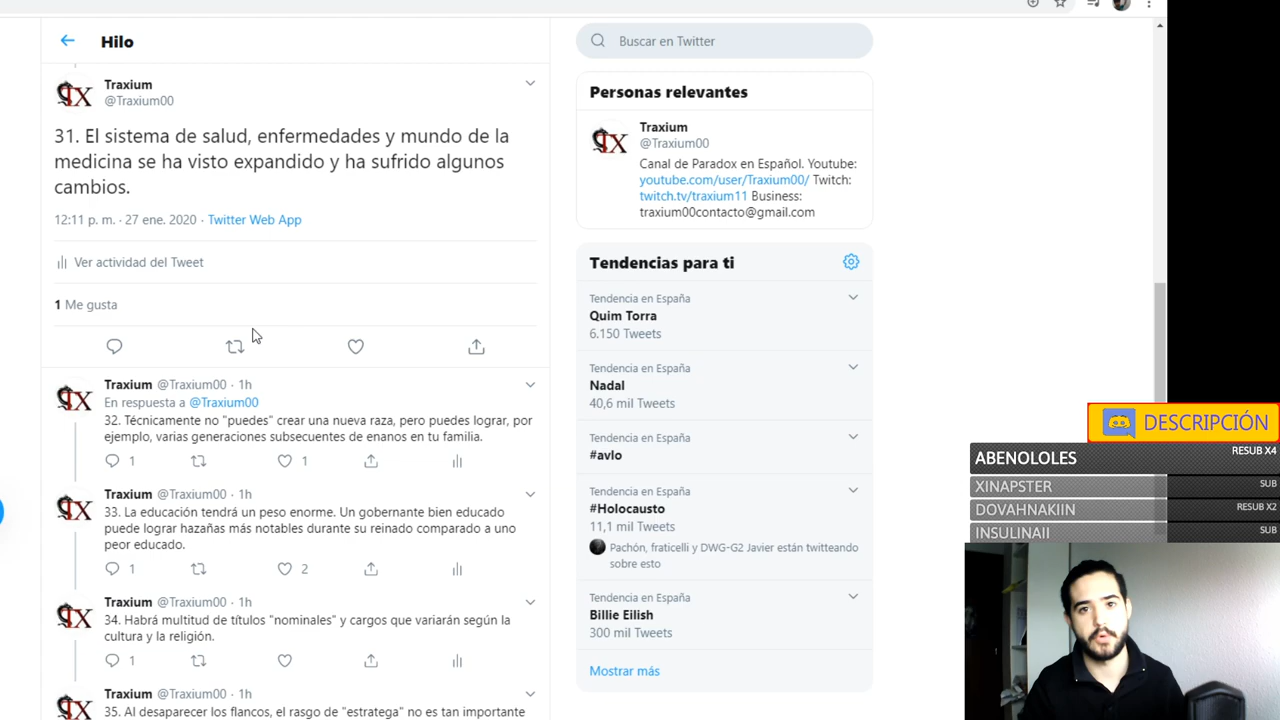 Hilo
Traxium
@Traxium00
31. El sistema de salud, enfermedades y mundo de la
medicina se ha visto expandido y ha sufrido algunos
cambios.
12:11 p. m. · 27 ene. 2020 · Twitter Web App
Ver actividad del Tweet
1 Me gusta
Traxium @Traxium00 · 1h
En respuesta a @Traxium00
32. Técnicamente no "puedes" crear una nueva raza, pero puedes lograr, por
ejemplo, varias generaciones subsecuentes de enanos en tu familia.
1 1
Traxium @Traxium00 · 1h
33. La educación tendrá un peso enorme. Un gobernante bien educado
puede lograr hazañas más notables durante su reinado comparado a uno
peor educado.
1 2
Traxium @Traxium00 · 1h
34. Habrá multitud de títulos "nominales" y cargos que variarán según la
cultura y la religión.
1
Traxium @Traxium00 · 1h
35. Al desaparecer los flancos, el rasgo de "estratega" no es tan importante
Buscar en Twitter
Personas relevantes
Traxium
@Traxium00
Canal de Paradox en Español. Youtube:
youtube.com/user/Traxium00/ Twitch:
twitch.tv/traxium11 Business:
traxium00contacto@gmail.com
Tendencias para ti
Tendencia en España
Quim Torra
6.150 Tweets
Tendencia en España
Nadal
40,6 mil Tweets
Tendencia en España
#avlo
Tendencia en España
#Holocausto
11,1 mil Tweets
Pachón, fraticelli y DWG-G2 Javier están twitteando
sobre esto
Tendencia en España
Billie Eilish
300 mil Tweets
Mostrar más
DESCRIPCIÓN
ABENOLOLES RESUB X4
XINAPSTER SUB
DOVAHNAKIIN RESUB X2
INSULINAII SUB